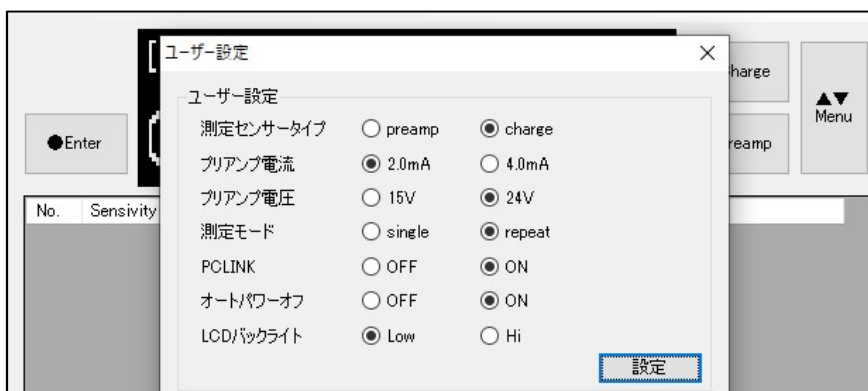 ユーザー設定
ユーザー設定
測定センサータイプ preamp charge
プリアンプ電流 2.0mA 4.0mA
プリアンプ電圧 15V 24V
測定モード single repeat
PCLINK OFF ON
オートパワーオフ OFF ON
LCDバックライト Low Hi
設定
●Enter
▲▼
Menu
No. Sensivity